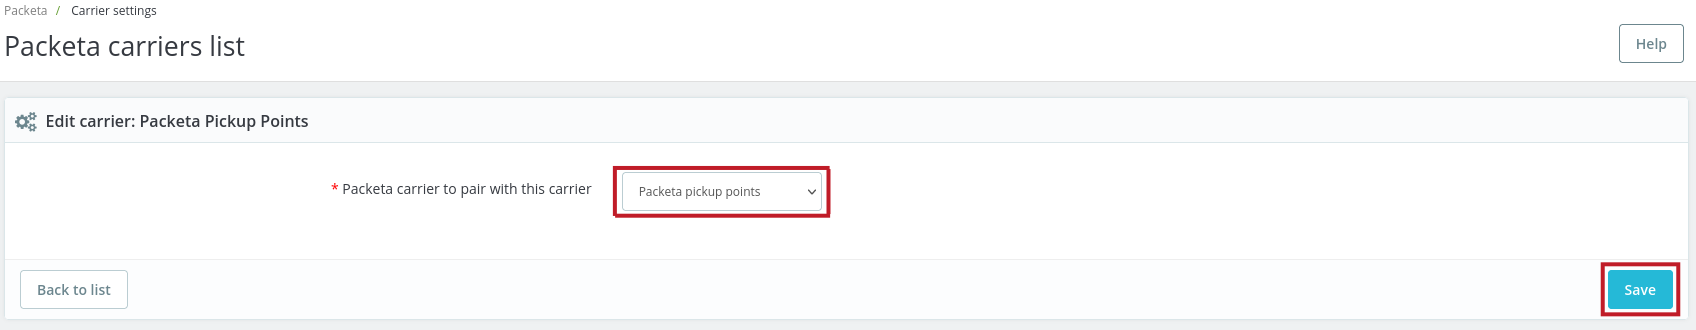 Packeta / Carrier settings
Packeta carriers list
Help
Edit carrier: Packeta Pickup Points
* Packeta carrier to pair with this carrier
Packeta pickup points
Back to list
Save